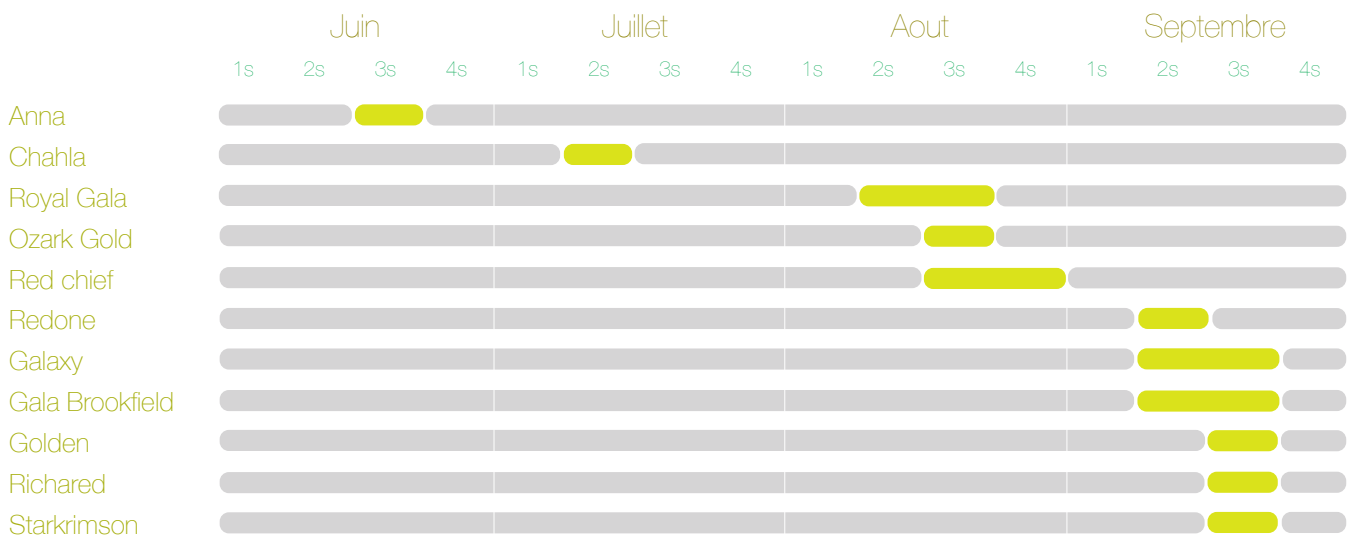 Juin Juillet Aout Septembre
1s 2s 3s 4s 1s 2s 3s 4s 1s 2s 3s 4s 1s 2s 3s 4s
Anna
Chahla
Royal Gala
Ozark Gold
Red chief
Redone
Galaxy
Gala Brookfield
Golden
Richared
Starkrimson